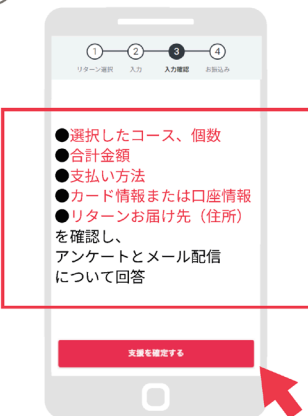 1 2 3 4
リターン選択 入力 入力確認 お振込み
●選択したコース、個数
●合計金額
●支払い方法
●カード情報または口座情報
●リターンお届け先（住所）
を確認し、
アンケートとメール配信
について回答
支援を確定する